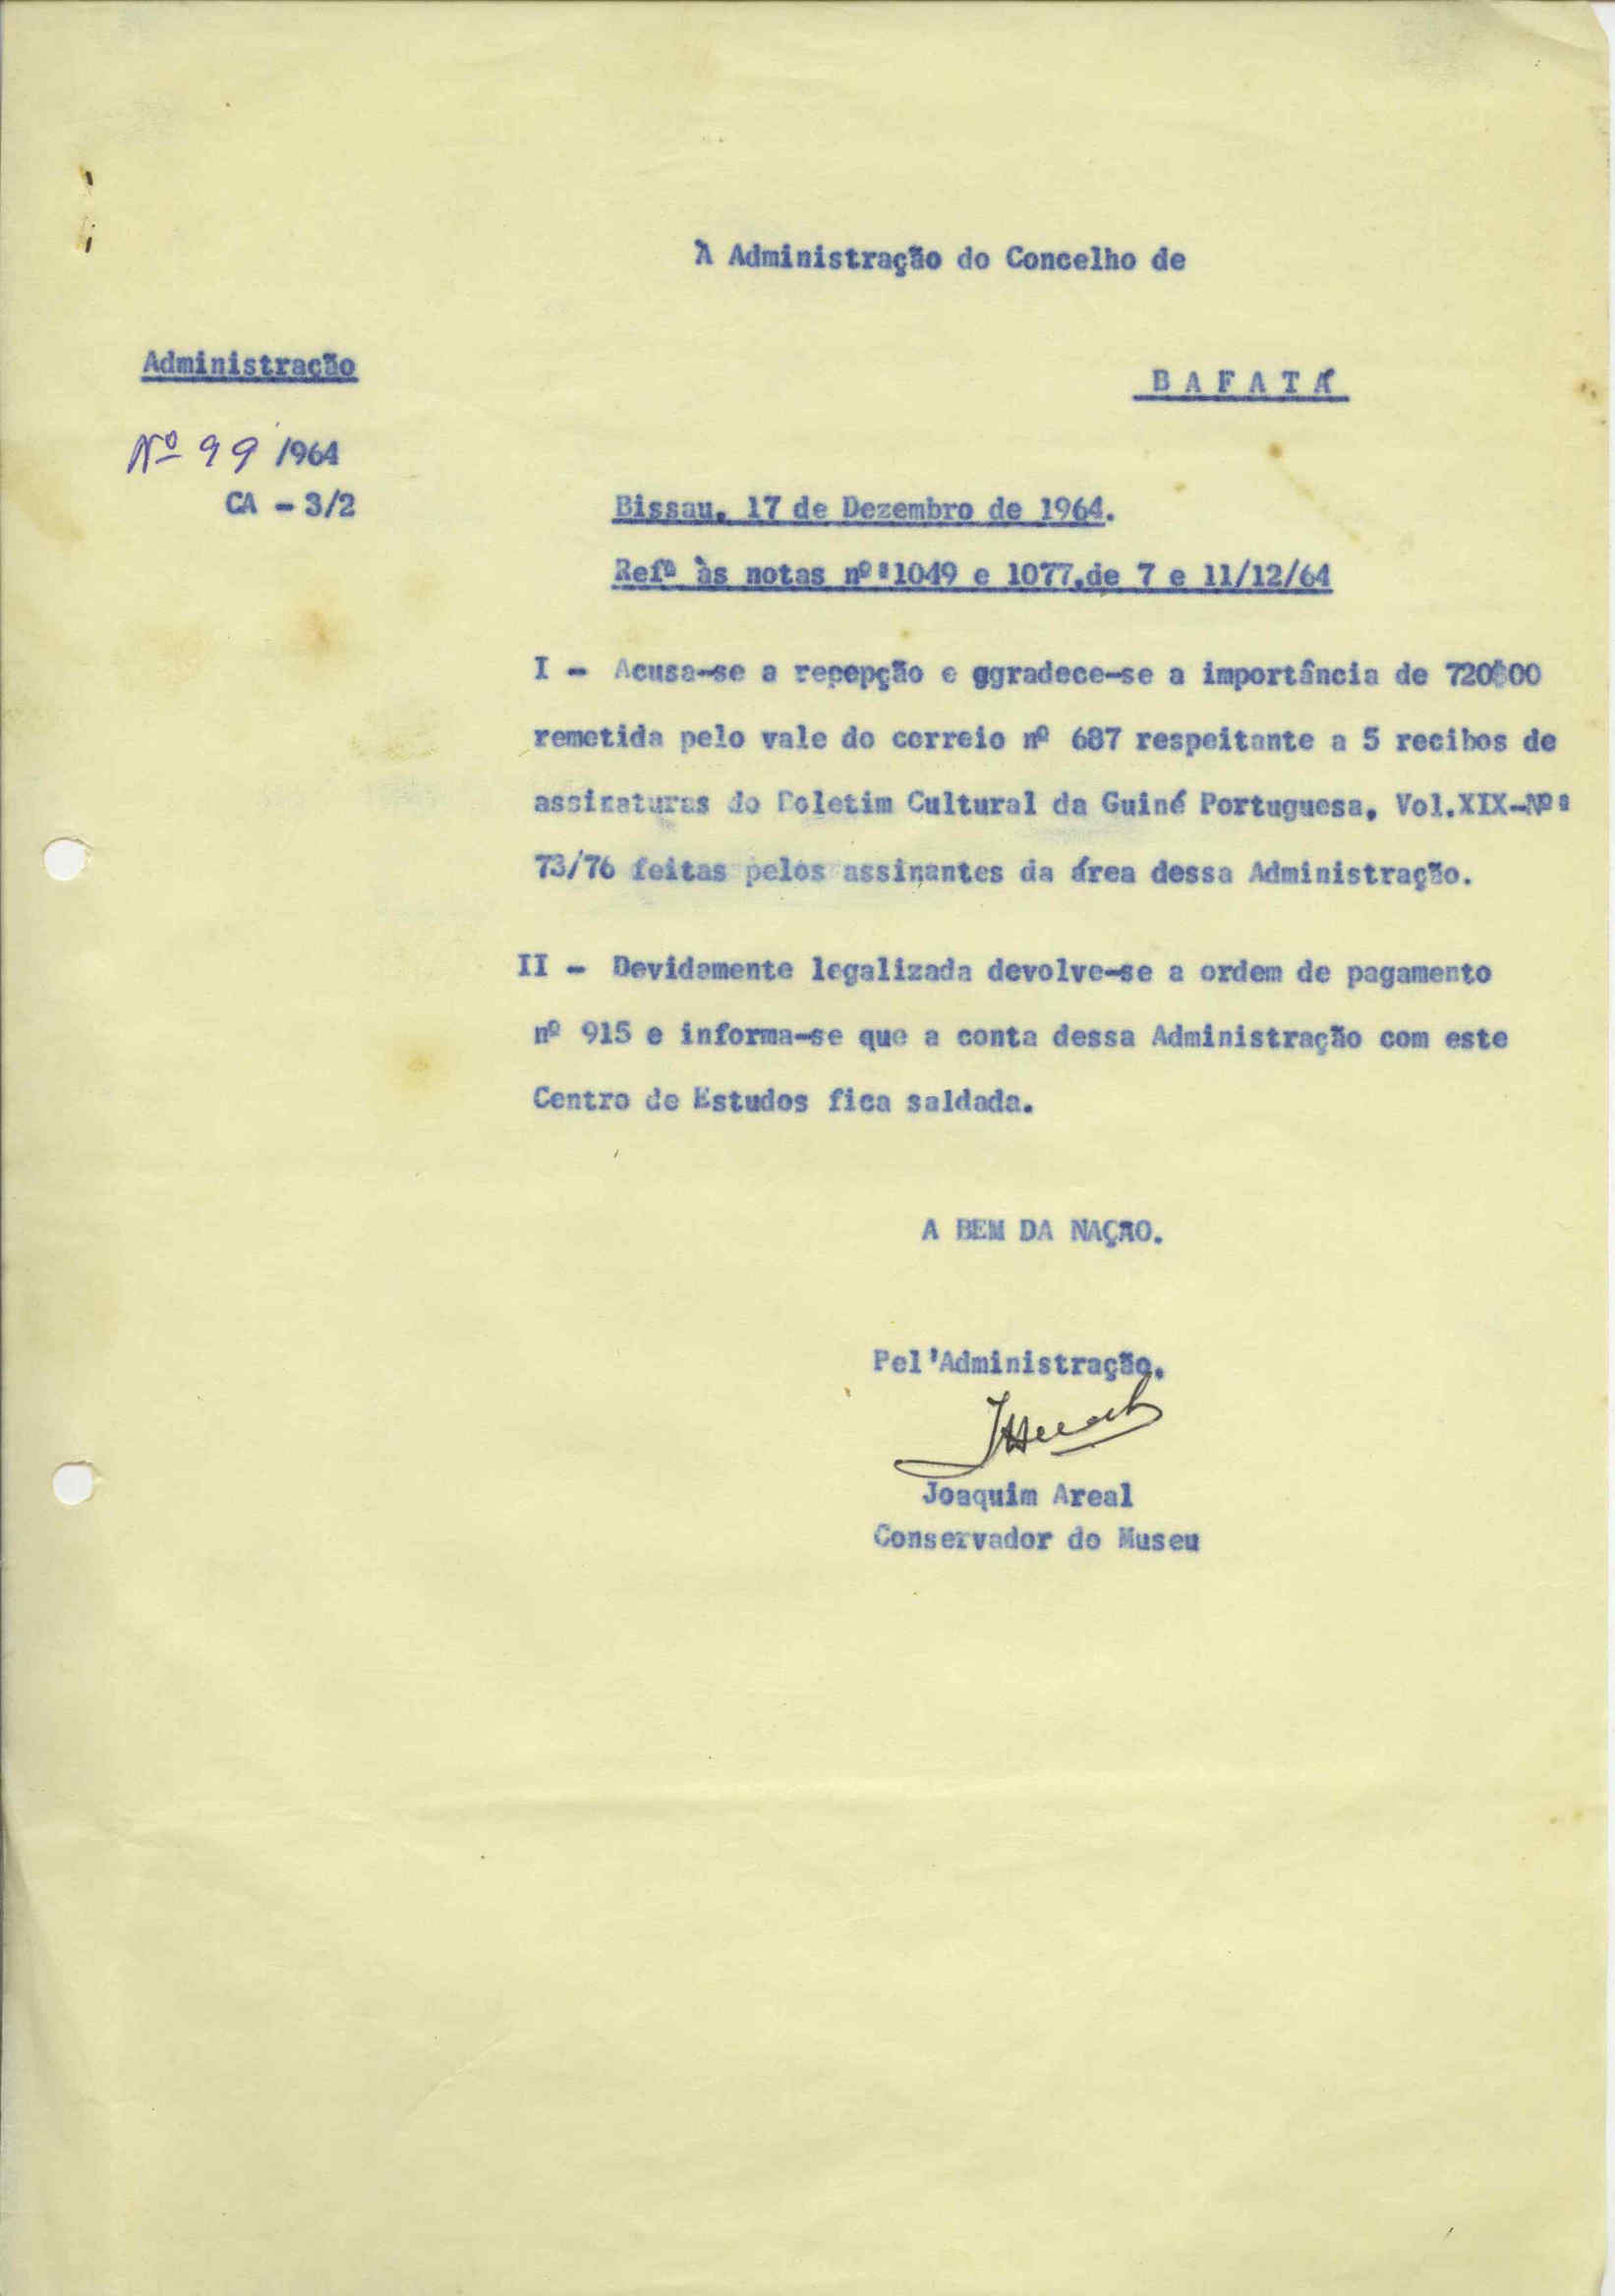 À Administração do Concelho de
Administração
B A F A T Á
Nº 99 /964
CA - 3/2
Bissau, 17 de Dezembro de 1964.
Refª às notas nºs 1049 e 1077,de 7 e 11/12/64
I - Acusa-se a recepção e ggradece-se a importância de 720$00
remetida pelo vale do correio nº 687 respeitante a 5 recibos de
assinaturas do Boletim Cultural da Guiné Portuguesa, Vol.XIX-Nºs
73/76 feitas pelos assinantes da área dessa Administração.
II - Devidamente legalizada devolve-se a ordem de pagamento
nº 915 e informa-se que a conta dessa Administração com este
Centro de Estudos fica saldada.
A BEM DA NAÇÃO.
Pel'Administração,
Joaquim Areal
Conservador do Museu